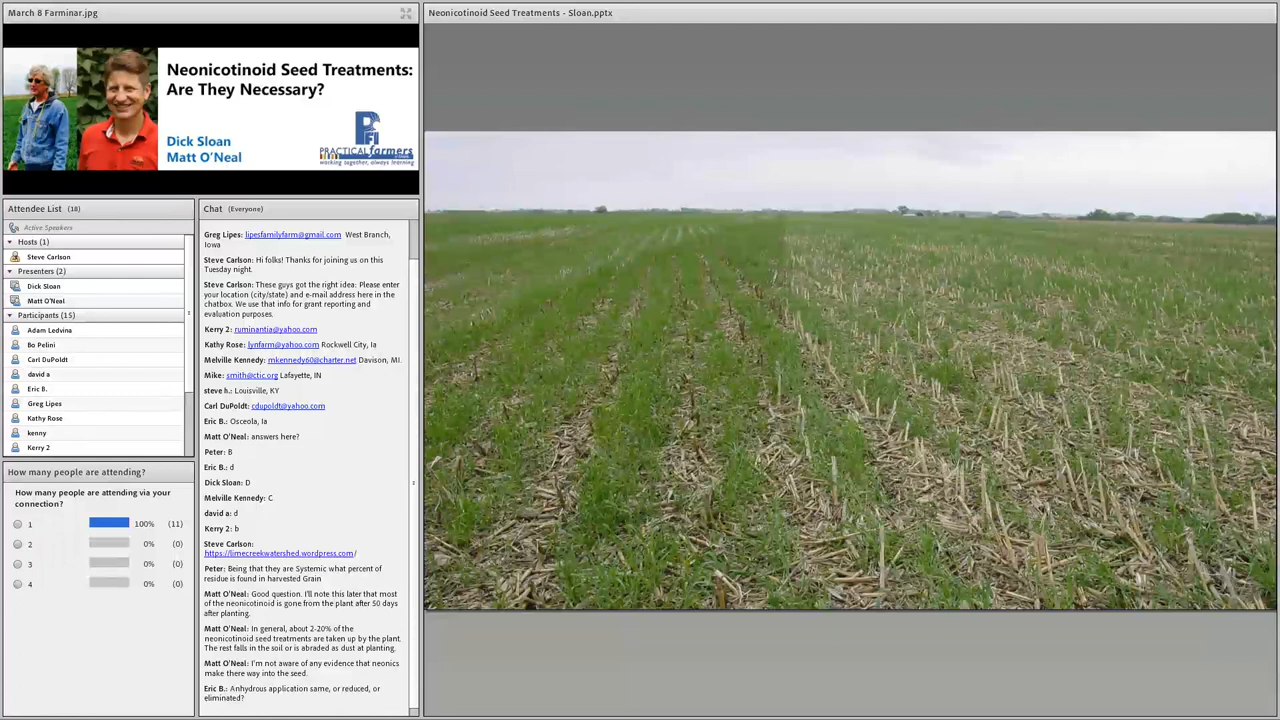 March 8 Farminar.jpg
Neonicotinoid Seed Treatments:
Are They Necessary?
Dick Sloan
Matt O'Neal
PFI
PRACTICAL farmers
working together, always learning
Attendee List (18)
Active Speakers
Hosts (1)
Steve Carlson
Presenters (2)
Dick Sloan
Matt O'Neal
Participants (15)
Adam Ledvina
Bo Pelini
Carl DuPoldt
david a
Eric B.
Greg Lipes
Kathy Rose
kenny
Kerry 2
How many people are attending?
How many people are attending via your
connection?
1 100% (11)
2 0% (0)
3 0% (0)
4 0% (0)
Chat (Everyone)
Greg Lipes: lipesfamilyfarm@gmail.com West Branch,
Iowa
Steve Carlson: Hi folks! Thanks for joining us on this
Tuesday night.
Steve Carlson: These guys got the right idea: Please enter
your location (city/state) and e-mail address here in the
chatbox. We use that info for grant reporting and
evaluation purposes.
Kerry 2: ruminantia@yahoo.com
Kathy Rose: lynfarm@yahoo.com Rockwell City, Ia
Melville Kennedy: mkennedy60@charter.net Davison, MI.
Mike: smith@ctic.org Lafayette, IN
steve h.: Louisville, KY
Carl DuPoldt: cdupoldt@yahoo.com
Eric B.: Osceola, Ia
Matt O'Neal: answers here?
Peter: B
Eric B.: d
Dick Sloan: D
Melville Kennedy: C
david a: d
Kerry 2: b
Steve Carlson:
https://limecreekwatershed.wordpress.com/
Peter: Being that they are Systemic what percent of
residue is found in harvested Grain
Matt O'Neal: Good question. I'll note this later that most
of the neonicotinoid is gone from the plant after 50 days
after planting.
Matt O'Neal: In general, about 2-20% of the
neonicotinoid seed treatments are taken up by the plant.
The rest falls in the soil or is abraded as dust at planting.
Matt O'Neal: I'm not aware of any evidence that neonics
make there way into the seed.
Eric B.: Anhydrous application same, or reduced, or
eliminated?
Neonicotinoid Seed Treatments - Sloan.pptx